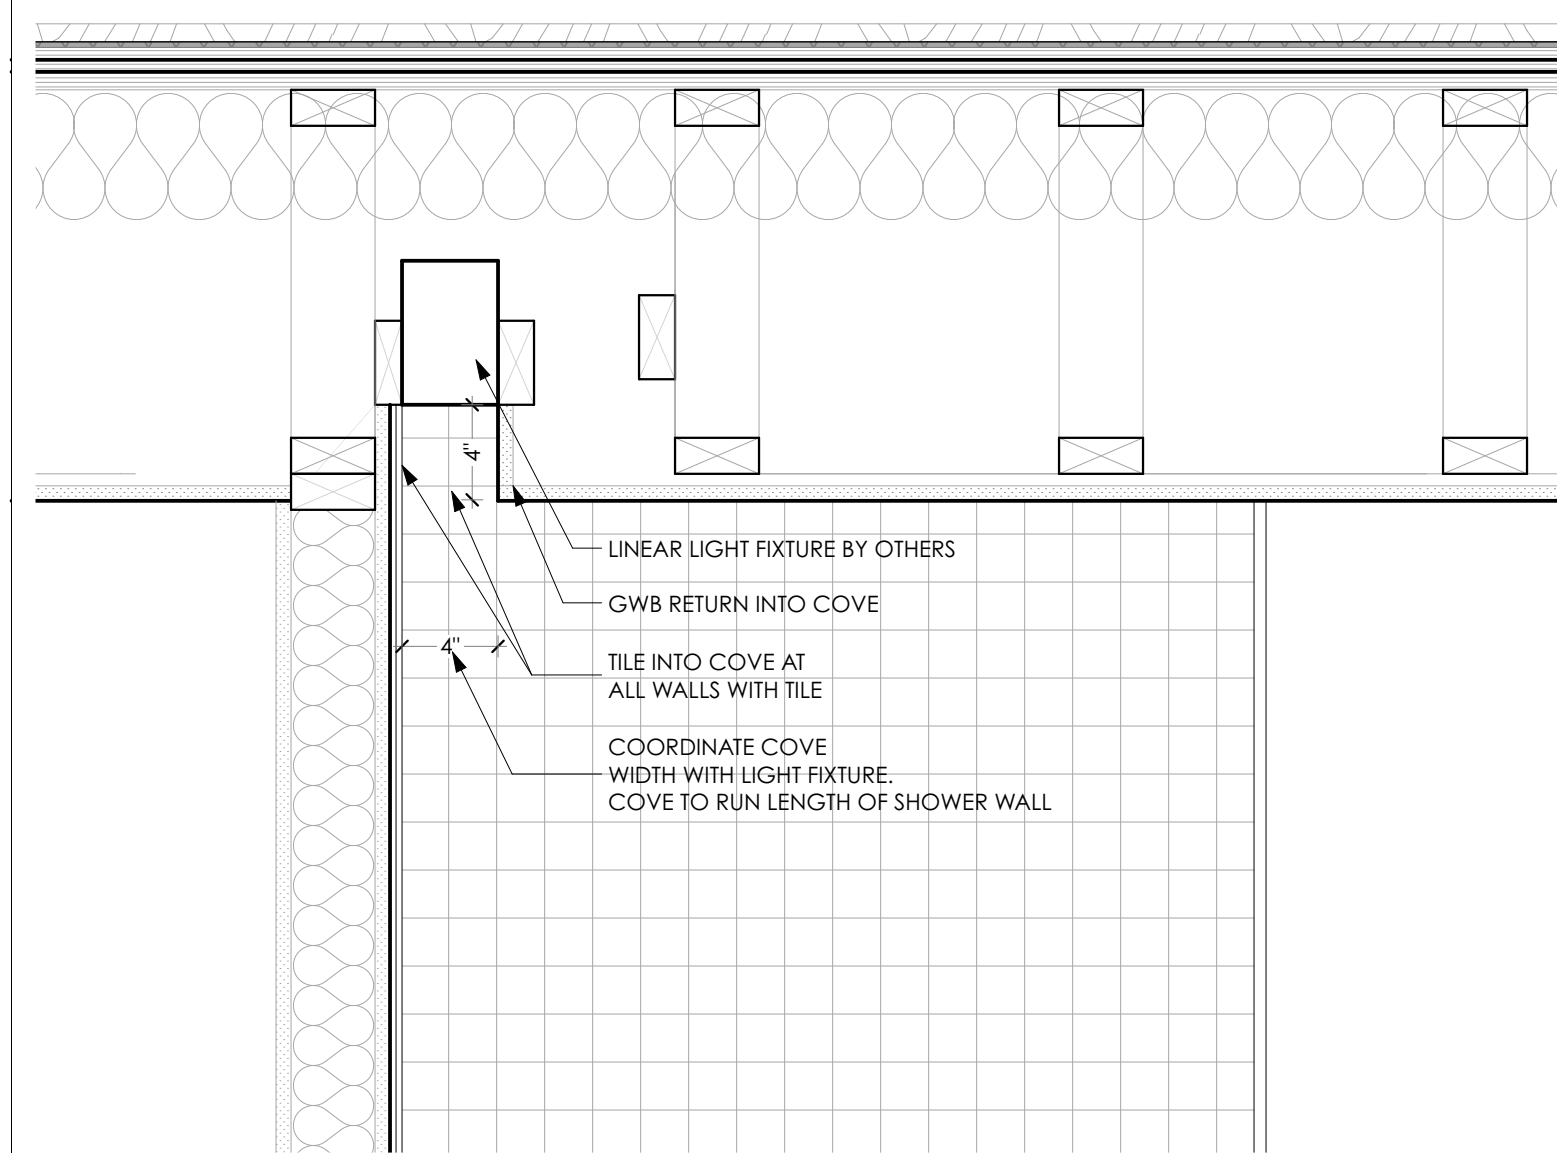 4"
LINEAR LIGHT FIXTURE BY OTHERS
GWB RETURN INTO COVE
4"
TILE INTO COVE AT
ALL WALLS WITH TILE
COORDINATE COVE
WIDTH WITH LIGHT FIXTURE.
COVE TO RUN LENGTH OF SHOWER WALL